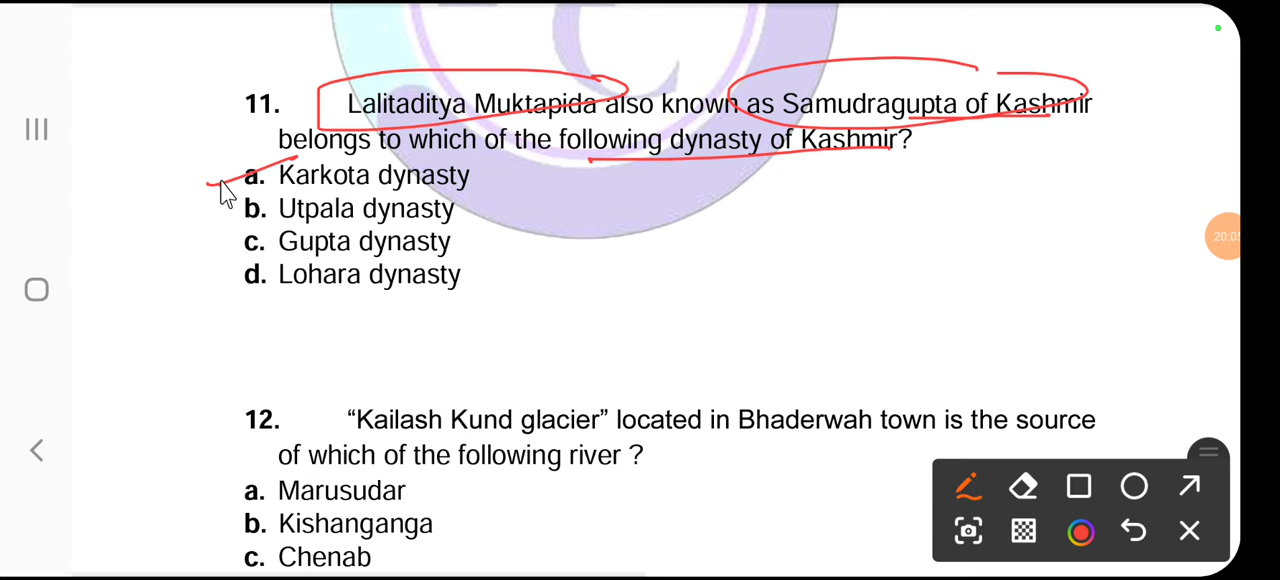 11. Lalitaditya Muktapida also known as Samudragupta of Kashmir
belongs to which of the following dynasty of Kashmir?
a. Karkota dynasty
b. Utpala dynasty
c. Gupta dynasty
d. Lohara dynasty
12. “Kailash Kund glacier” located in Bhaderwah town is the source
of which of the following river ?
a. Marusudar
b. Kishanganga
c. Chenab